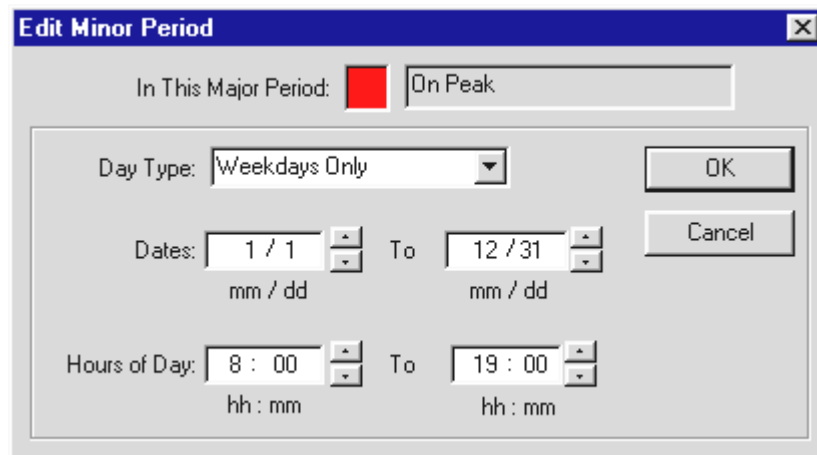 Edit Minor Period
In This Major Period: On Peak
Day Type: Weekdays Only OK
Cancel
Dates: 1 / 1 To 12 / 31
mm / dd mm / dd
Hours of Day: 8 : 00 To 19 : 00
hh : mm hh : mm